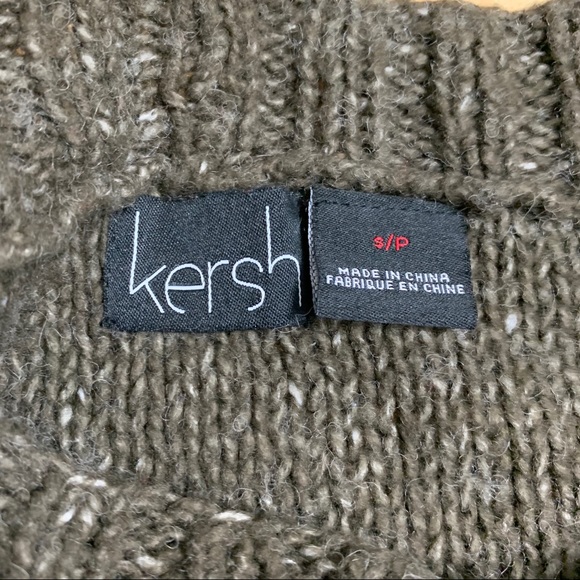 kersh
s/p
MADE IN CHINA
FABRIQUE EN CHINE